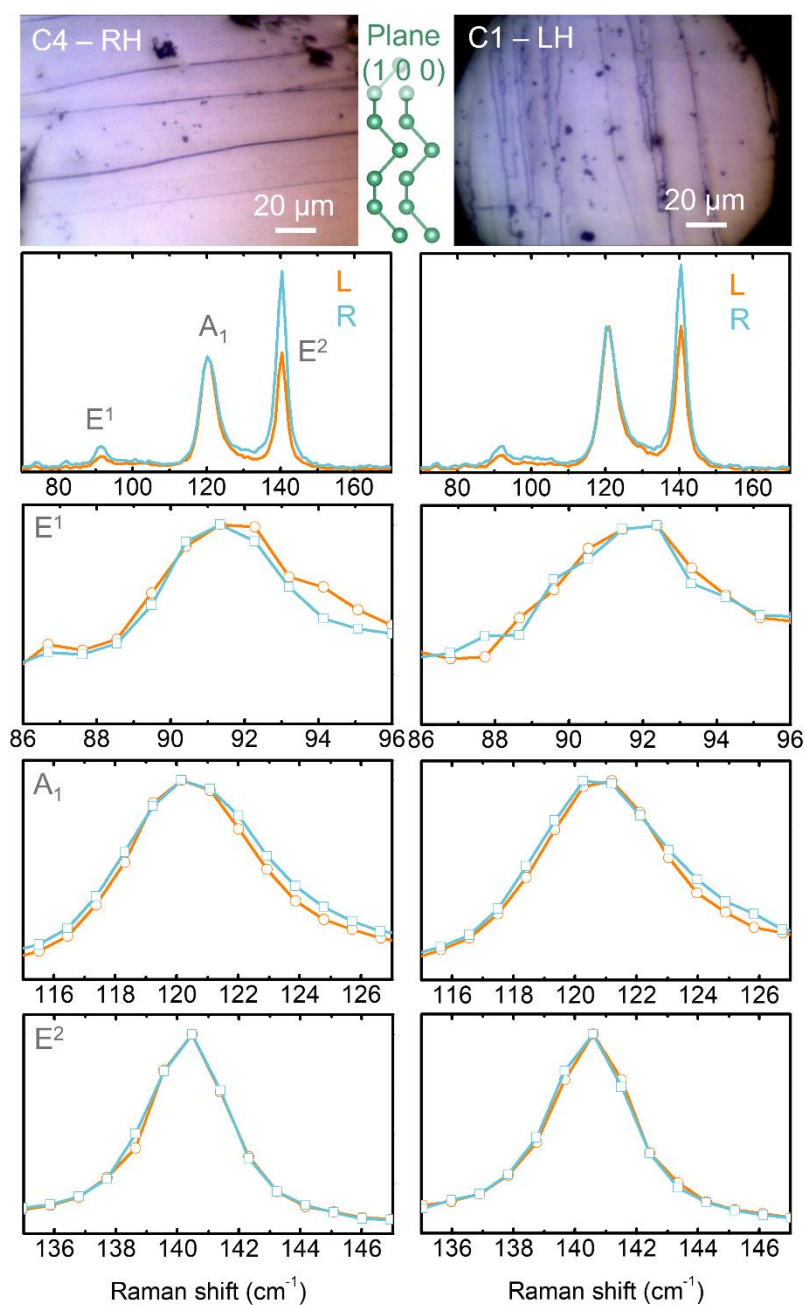 C4 – RH
Plane
(1 0 0)
C1 – LH
20 µm
20 µm
L
R
A₁
E²
E¹
L
R
80 100 120 140 160
80 100 120 140 160
E¹
86 88 90 92 94 96
86 88 90 92 94 96
A₁
116 118 120 122 124 126
116 118 120 122 124 126
E²
136 138 140 142 144 146
136 138 140 142 144 146
Raman shift (cm⁻¹)
Raman shift (cm⁻¹)